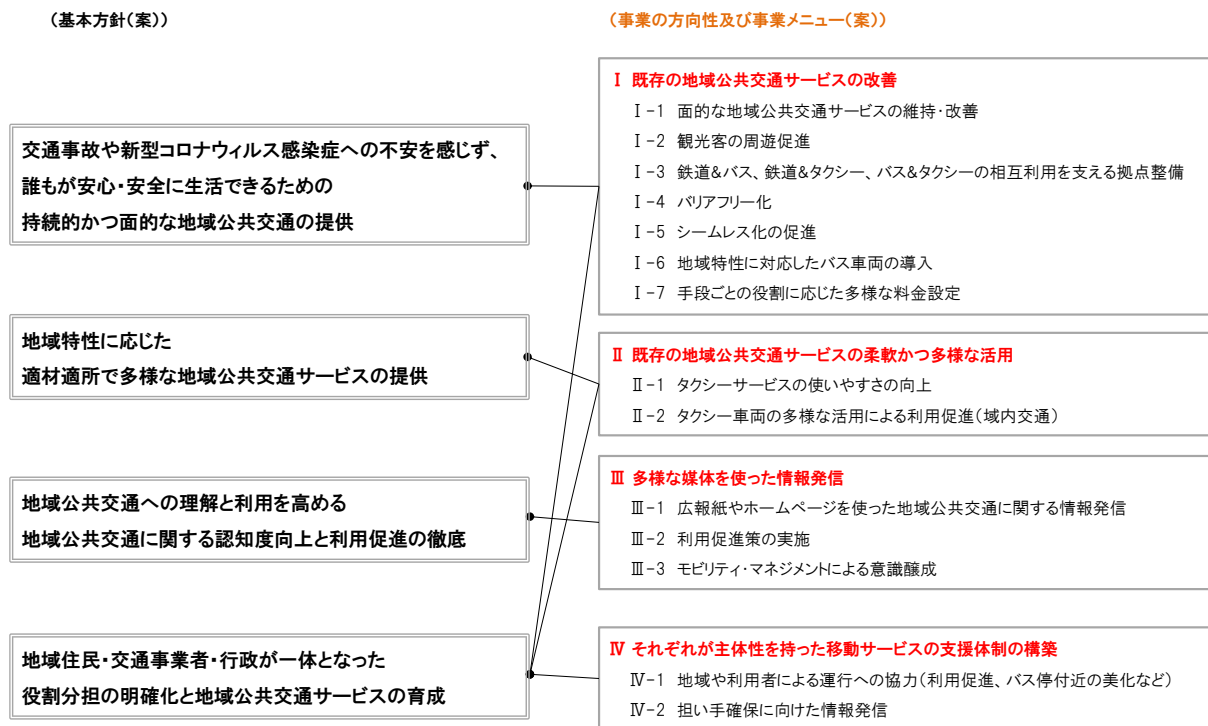 （基本方針（案））
交通事故や新型コロナウィルス感染症への不安を感じず、
誰もが安心・安全に生活できるための
持続的かつ面的な地域公共交通の提供
地域特性に応じた
適材適所で多様な地域公共交通サービスの提供
地域公共交通への理解と利用を高める
地域公共交通に関する認知度向上と利用促進の徹底
地域住民・交通事業者・行政が一体となった
役割分担の明確化と地域公共交通サービスの育成
（事業の方向性及び事業メニュー（案））
Ⅰ 既存の地域公共交通サービスの改善
Ⅰ-1 面的な地域公共交通サービスの維持・改善
Ⅰ-2 観光客の周遊促進
Ⅰ-3 鉄道&バス、鉄道&タクシー、バス&タクシーの相互利用を支える拠点整備
Ⅰ-4 バリアフリー化
Ⅰ-5 シームレス化の促進
Ⅰ-6 地域特性に対応したバス車両の導入
Ⅰ-7 手段ごとの役割に応じた多様な料金設定
Ⅱ 既存の地域公共交通サービスの柔軟かつ多様な活用
Ⅱ-1 タクシーサービスの使いやすさの向上
Ⅱ-2 タクシー車両の多様な活用による利用促進（域内交通）
Ⅲ 多様な媒体を使った情報発信
Ⅲ-1 広報紙やホームページを使った地域公共交通に関する情報発信
Ⅲ-2 利用促進策の実施
Ⅲ-3 モビリティ・マネジメントによる意識醸成
Ⅳ それぞれが主体性を持った移動サービスの支援体制の構築
Ⅳ-1 地域や利用者による運行への協力（利用促進、バス停付近の美化など）
Ⅳ-2 担い手確保に向けた情報発信